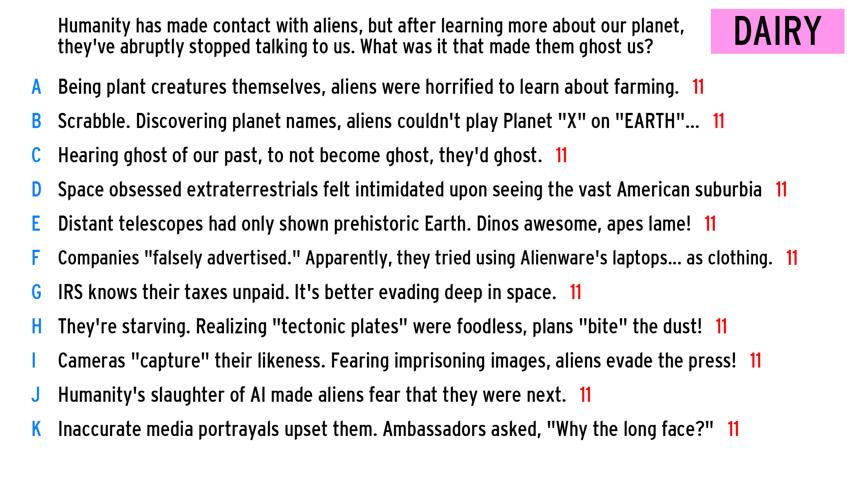 Humanity has made contact with aliens, but after learning more about our planet,
they've abruptly stopped talking to us. What was it that made them ghost us?
DAIRY
A Being plant creatures themselves, aliens were horrified to learn about farming. 11
B Scrabble. Discovering planet names, aliens couldn't play Planet "X" on "EARTH"... 11
C Hearing ghost of our past, to not become ghost, they'd ghost. 11
D Space obsessed extraterrestrials felt intimidated upon seeing the vast American suburbia 11
E Distant telescopes had only shown prehistoric Earth. Dinos awesome, apes lame! 11
F Companies "falsely advertised." Apparently, they tried using Alienware's laptops... as clothing. 11
G IRS knows their taxes unpaid. It's better evading deep in space. 11
H They're starving. Realizing "tectonic plates" were foodless, plans "bite" the dust! 11
I Cameras "capture" their likeness. Fearing imprisoning images, aliens evade the press! 11
J Humanity's slaughter of AI made aliens fear that they were next. 11
K Inaccurate media portrayals upset them. Ambassadors asked, "Why the long face?" 11